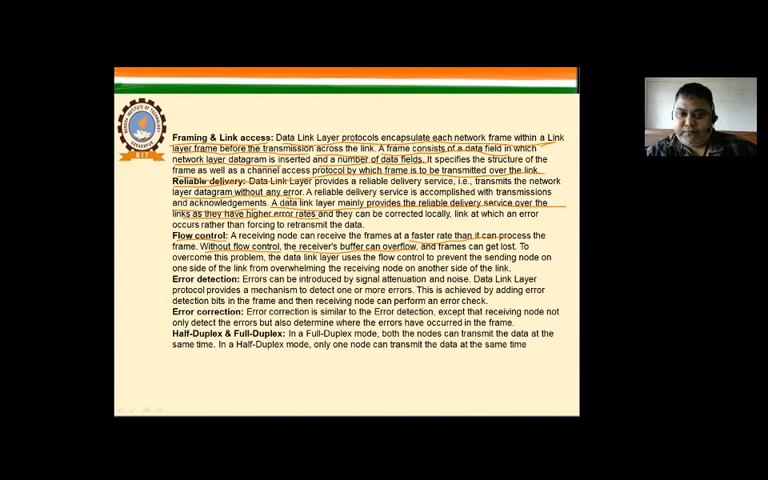 Framing & Link access: Data Link Layer protocols encapsulate each network frame within a Link
layer frame before the transmission across the link. A frame consists of a data field in which
network layer datagram is inserted and a number of data fields. It specifies the structure of the
frame as well as a channel access protocol by which frame is to be transmitted over the link.
Reliable delivery: Data Link Layer provides a reliable delivery service, i.e., transmits the network
layer datagram without any error. A reliable delivery service is accomplished with transmissions
and acknowledgements. A data link layer mainly provides the reliable delivery service over the
links as they have higher error rates and they can be corrected locally, link at which an error
occurs rather than forcing to retransmit the data.
Flow control: A receiving node can receive the frames at a faster rate than it can process the
frame. Without flow control, the receiver's buffer can overflow, and frames can get lost. To
overcome this problem, the data link layer uses the flow control to prevent the sending node on
one side of the link from overwhelming the receiving node on another side of the link.
Error detection: Errors can be introduced by signal attenuation and noise. Data Link Layer
protocol provides a mechanism to detect one or more errors. This is achieved by adding error
detection bits in the frame and then receiving node can perform an error check.
Error correction: Error correction is similar to the Error detection, except that receiving node not
only detect the errors but also determine where the errors have occurred in the frame.
Half-Duplex & Full-Duplex: In a Full-Duplex mode, both the nodes can transmit the data at the
same time. In a Half-Duplex mode, only one node can transmit the data at the same time